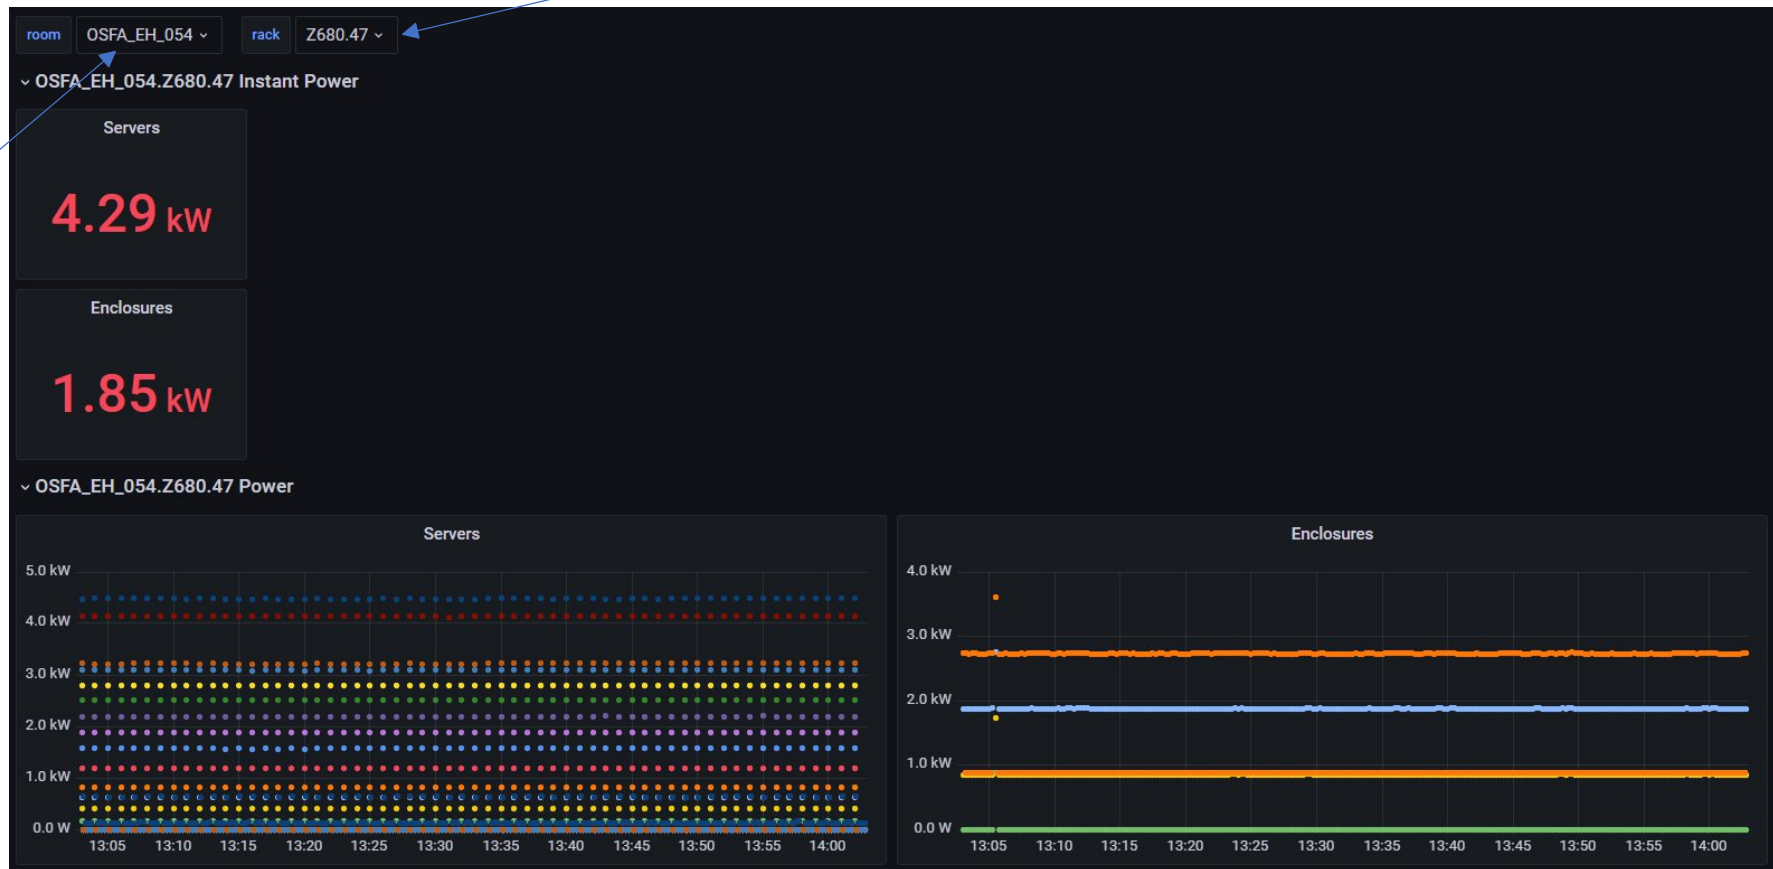 room OSFA_EH_054 rack Z680.47
OSFA_EH_054.Z680.47 Instant Power
Servers
4.29 kW
Enclosures
1.85 kW
OSFA_EH_054.Z680.47 Power
Servers
5.0 kW
4.0 kW
3.0 kW
2.0 kW
1.0 kW
0.0 W
13:05 13:10 13:15 13:20 13:25 13:30 13:35 13:40 13:45 13:50 13:55 14:00
Enclosures
4.0 kW
3.0 kW
2.0 kW
1.0 kW
0.0 W
13:05 13:10 13:15 13:20 13:25 13:30 13:35 13:40 13:45 13:50 13:55 14:00